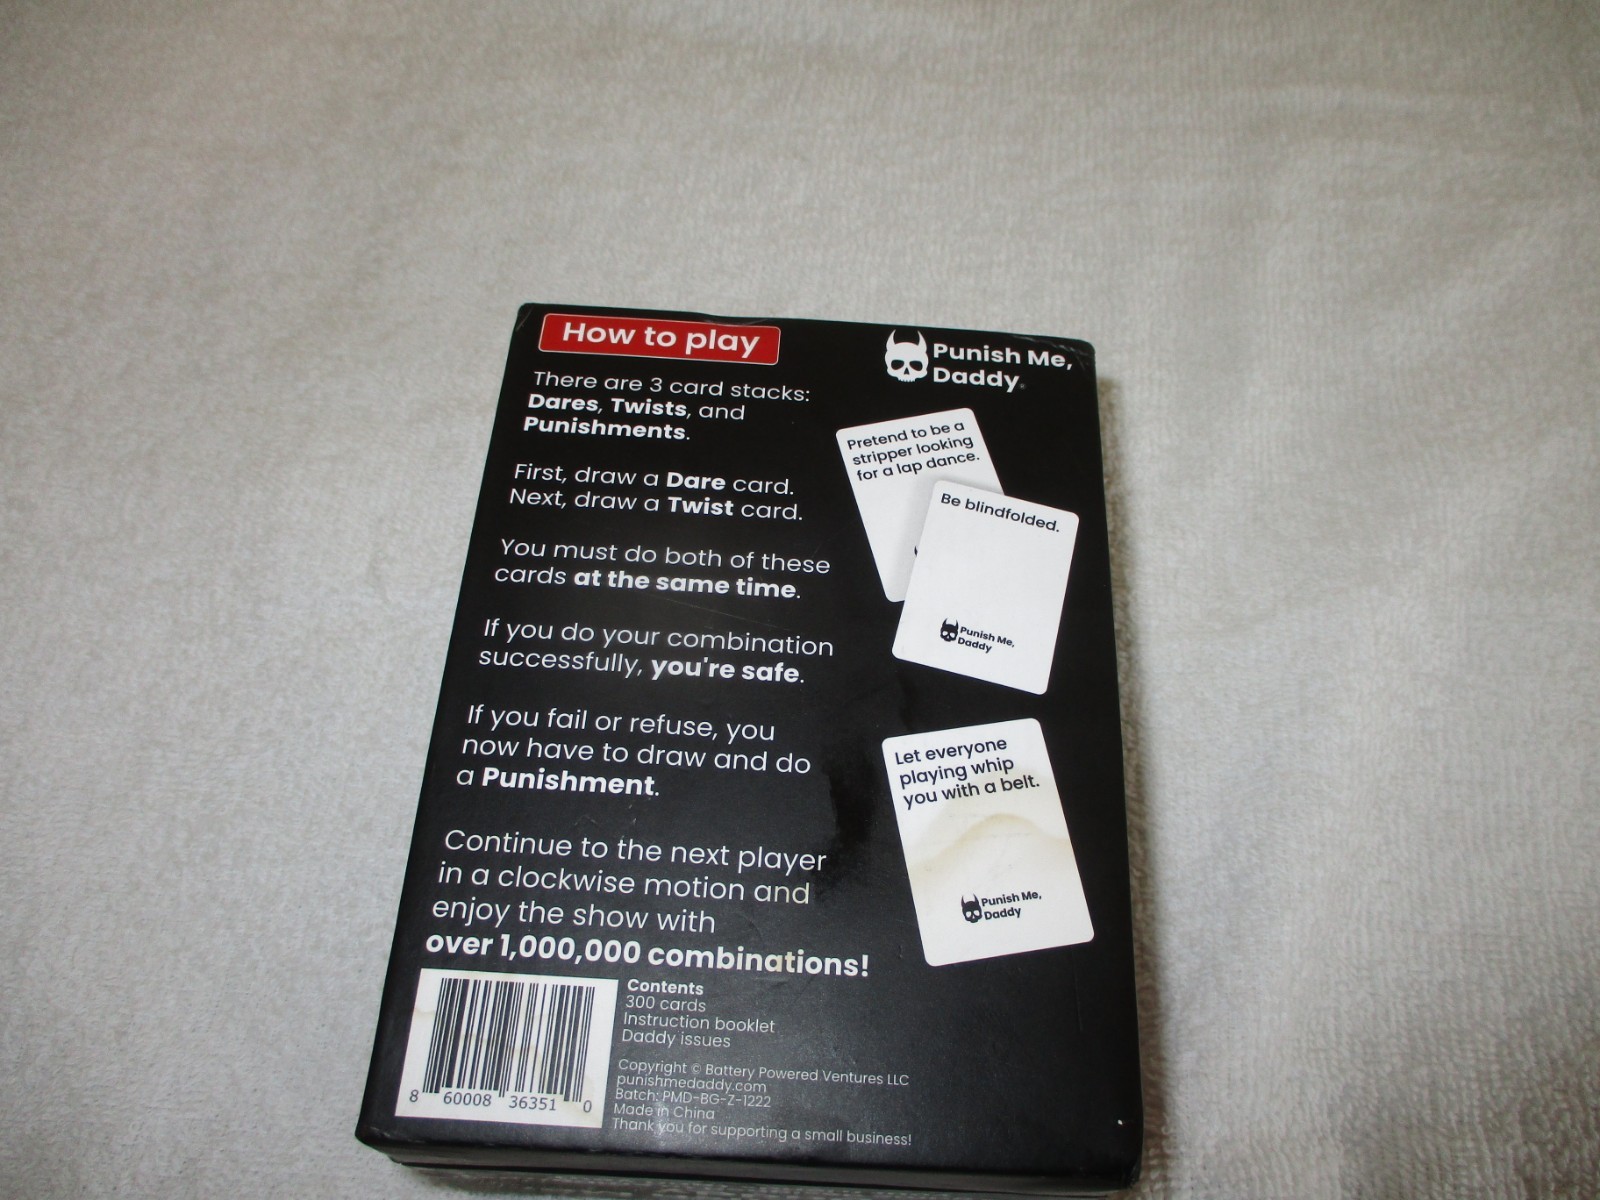 How to play
Punish Me,
Daddy®
There are 3 card stacks:
Dares, Twists, and
Punishments.
First, draw a Dare card.
Next, draw a Twist card.
You must do both of these
cards at the same time.
If you do your combination
successfully, you're safe.
If you fail or refuse, you
now have to draw and do
a Punishment.
Continue to the next player
in a clockwise motion and
enjoy the show with
over 1,000,000 combinations!
Pretend to be a
stripper looking
for a lap dance.
Be blindfolded.
Punish Me,
Daddy
Let everyone
playing whip
you with a belt.
Punish Me,
Daddy
8 60008 36351 0
Contents
300 cards
Instruction booklet
Daddy issues
Copyright © Battery Powered Ventures LLC
punishmedaddy.com
Batch: PMD-BG-Z-1222
Made in China
Thank you for supporting a small business!